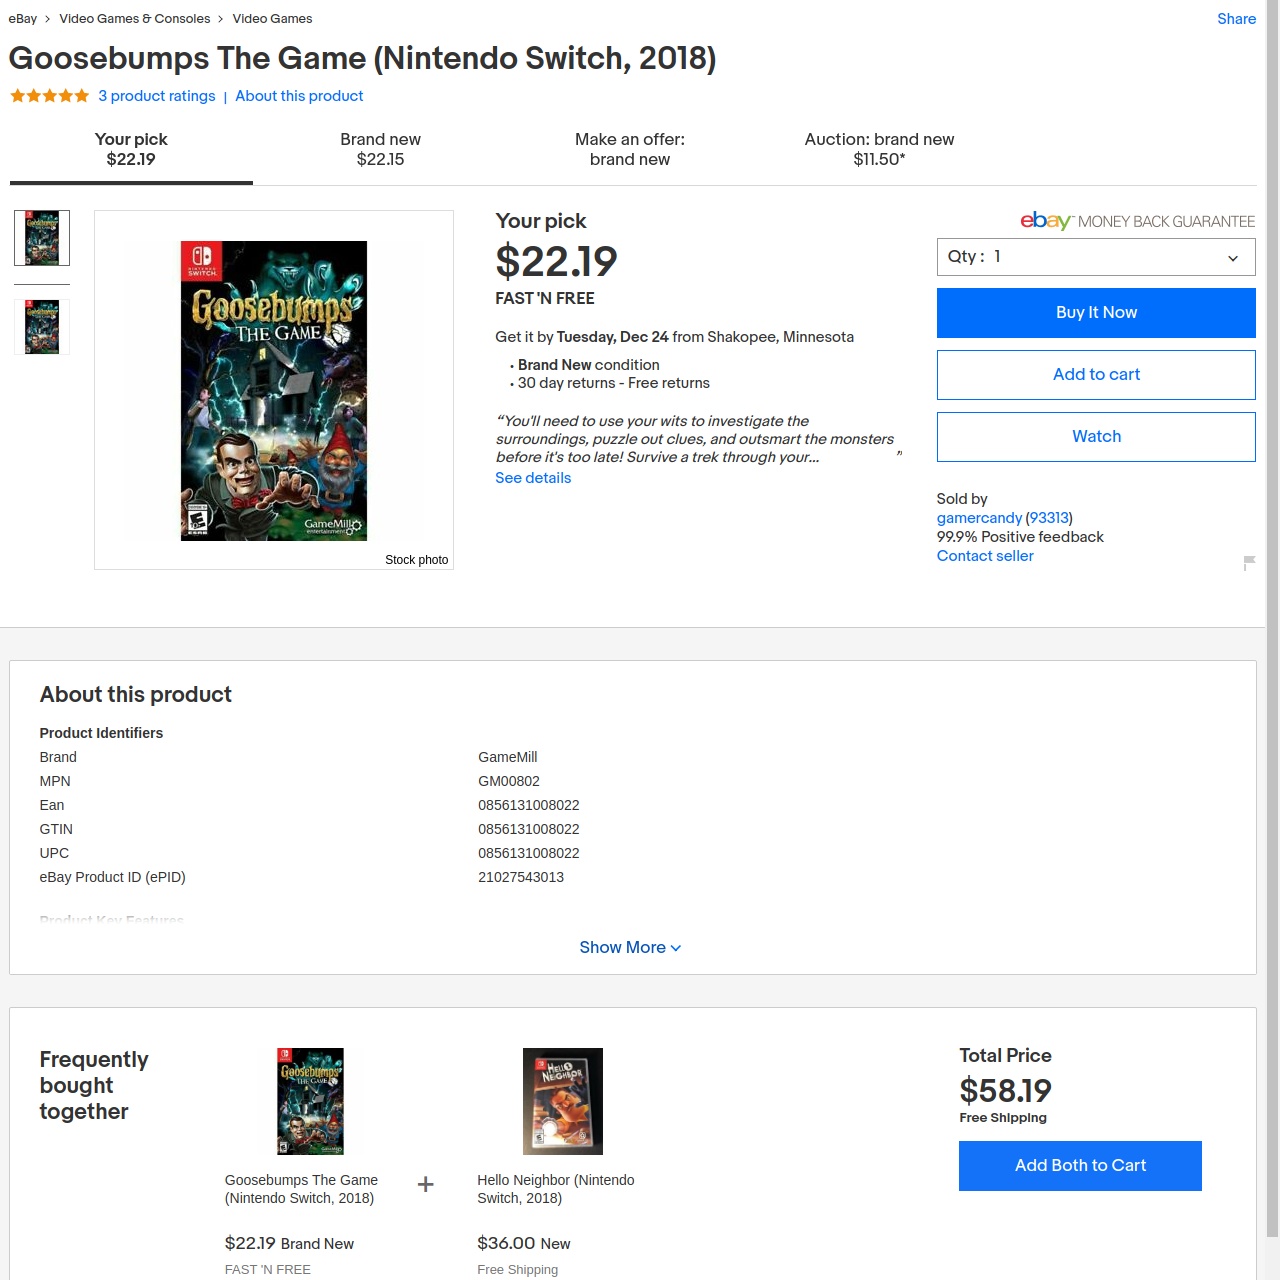 eBay > Video Games & Consoles > Video Games
Share
Goosebumps The Game (Nintendo Switch, 2018)
3 product ratings | About this product
Your pick
$22.19
Brand new
$22.15
Make an offer:
brand new
Auction: brand new
$11.50*
NINTENDO
SWITCH
Goosebumps
THE GAME
GameMill
entertainment
Stock photo
Your pick
$22.19
FAST 'N FREE
Get it by Tuesday, Dec 24 from Shakopee, Minnesota
• Brand New condition
• 30 day returns - Free returns
“You'll need to use your wits to investigate the
surroundings, puzzle out clues, and outsmart the monsters
before it's too late! Survive a trek through your... ”
See details
ebay MONEY BACK GUARANTEE
Qty : 1
Buy It Now
Add to cart
Watch
Sold by
gamercandy (93313)
99.9% Positive feedback
Contact seller
About this product
Product Identifiers
Brand GameMill
MPN GM00802
Ean 0856131008022
GTIN 0856131008022
UPC 0856131008022
eBay Product ID (ePID) 21027543013
Product Key Features
Show More
Frequently
bought
together
Goosebumps
THE GAME
Goosebumps The Game
(Nintendo Switch, 2018)
$22.19 Brand New
FAST 'N FREE
+
HELLO
NEIGHBOR
Hello Neighbor (Nintendo
Switch, 2018)
$36.00 New
Free Shipping
Total Price
$58.19
Free Shipping
Add Both to Cart